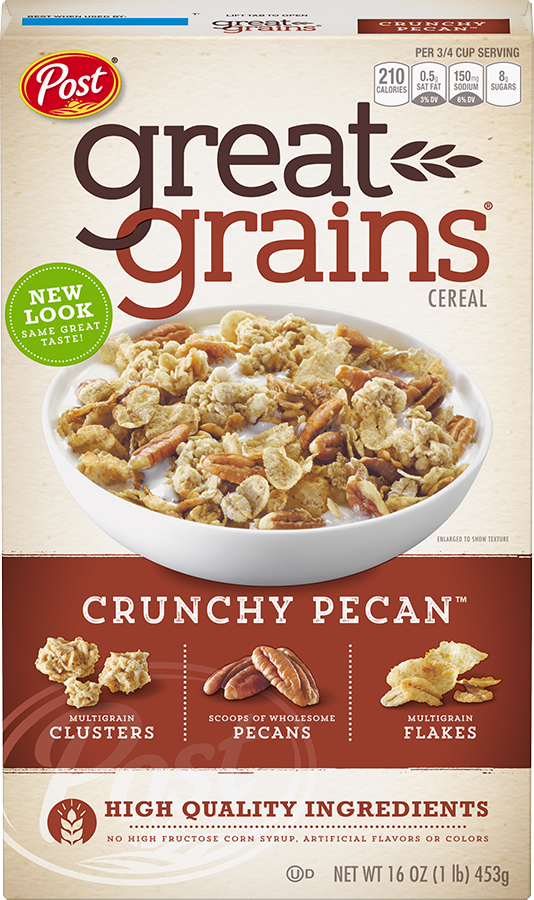 BEST WHEN USED BY
LIFT TAB TO OPEN
great
grains
CRUNCHY
PECAN™
Post®
PER 3/4 CUP SERVING
210
CALORIES
0.5g
SAT FAT
3% DV
150mg
SODIUM
6% DV
8g
SUGARS
great
grains®
CEREAL
NEW
LOOK
SAME GREAT
TASTE!
ENLARGED TO SHOW TEXTURE
CRUNCHY PECAN™
MULTIGRAIN
CLUSTERS
SCOOPS OF WHOLESOME
PECANS
MULTIGRAIN
FLAKES
Post
HIGH QUALITY INGREDIENTS
NO HIGH FRUCTOSE CORN SYRUP, ARTIFICIAL FLAVORS OR COLORS
UD NET WT 16 OZ (1 lb) 453g